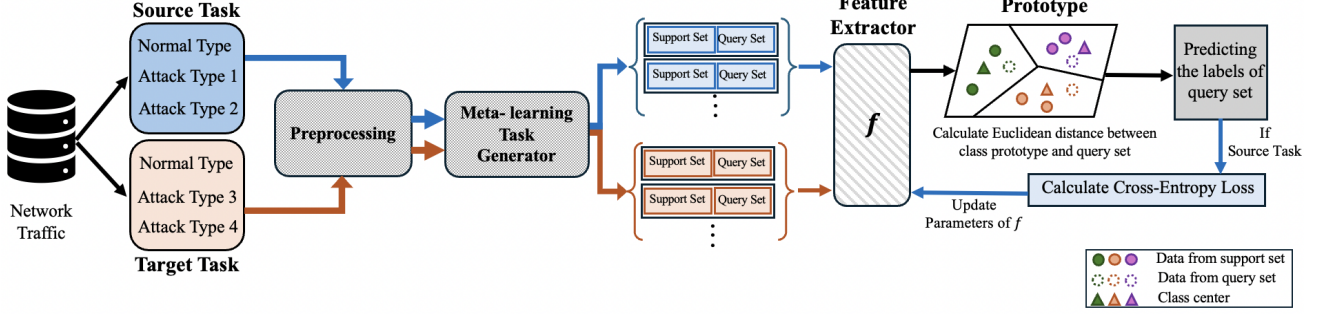 Source Task
Normal Type
Attack Type 1
Attack Type 2
Network
Traffic
Normal Type
Attack Type 3
Attack Type 4
Target Task
Preprocessing
Meta- learning
Task
Generator
Support Set Query Set
Support Set Query Set
Support Set Query Set
Support Set Query Set
Feature
Extractor
f
Prototype
Calculate Euclidean distance between
class prototype and query set
Predicting
the labels of
query set
If
Source Task
Calculate Cross-Entropy Loss
Update
Parameters of f
Data from support set
Data from query set
Class center